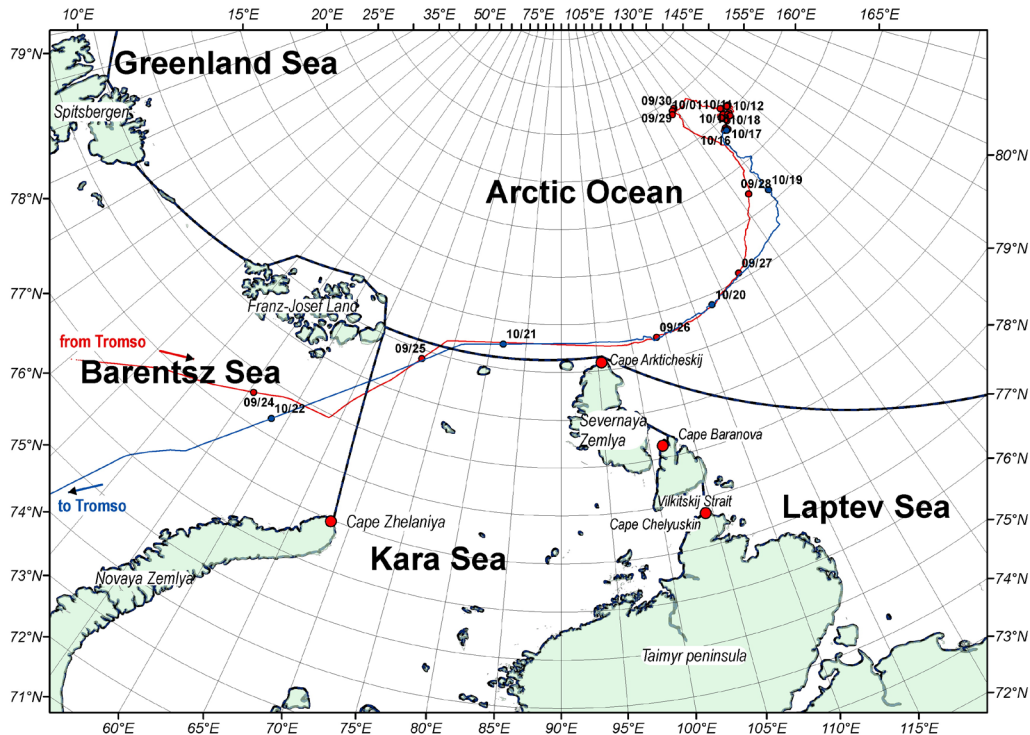 10°E 15°E 20°E 25°E 30°E 35°E 50°E 75°E 105°E 130°E 145°E 155°E 160°E 165°E
79°N
Greenland Sea
Spitsbergen
09/30 10/01 10/11 10/12
09/29 10/18
10/16 10/17
80°N
Arctic Ocean
09/28 10/19
78°N
79°N
09/27
77°N
Franz-Josef Land
10/20
78°N
from Tromso
10/21
09/26
09/25
Cape Arkticheskij
Barentsz Sea
76°N
77°N
09/24
10/22
Severnaya
Zemlya
Cape Baranova
75°N
76°N
to Tromso
Vilkitskij Strait
Laptev Sea
74°N
Cape Zhelaniya
Cape Chelyuskin
75°N
Kara Sea
73°N
Novaya Zemlya
74°N
72°N
73°N
Taimyr peninsula
71°N
72°N
60°E 65°E 70°E 75°E 80°E 85°E 90°E 95°E 100°E 105°E 110°E 115°E